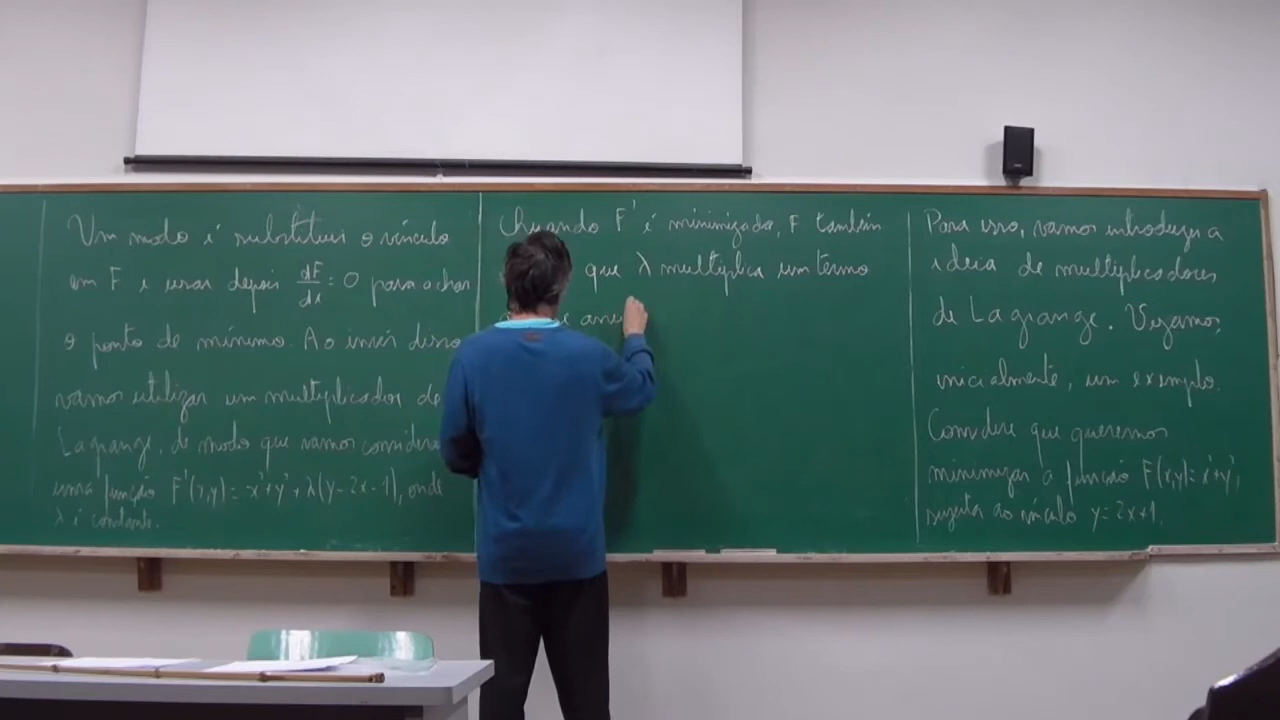 Um modo é substituir o vínculo
em F e usar depois dF/dx = 0 para achar
o ponto de mínimo. Ao invés disso
vamos utilizar um multiplicador de
Lagrange, de modo que vamos considerar
uma função F'(x,y) = x²+y²+λ(y-2x-1), onde
λ é constante.
Quando F' é minimizada, F também
que λ multiplica um termo
que anu
Para isso, vamos introduzir a
ideia de multiplicadores
de Lagrange. Vejamos,
inicialmente, um exemplo.
Considere que queremos
minimizar a função F(x,y)=x²+y²,
sujeita ao vínculo y=2x+1.